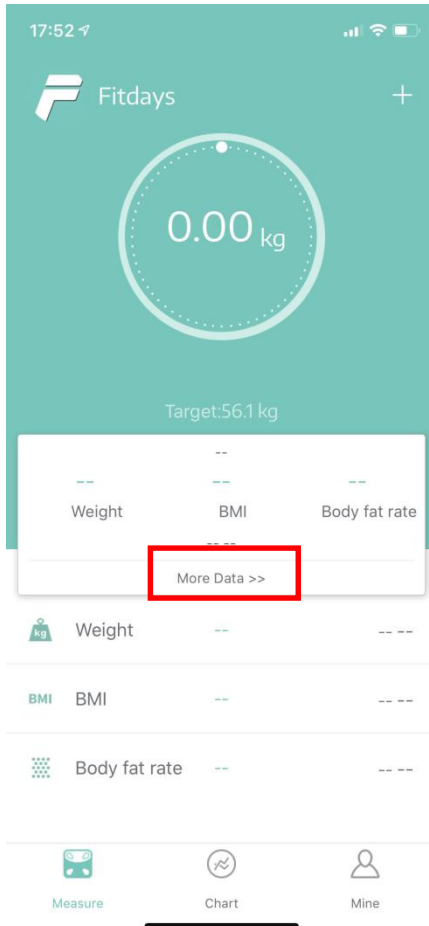 17:52
Fitdays
+
0.00 kg
Target:56.1 kg
--
-- -- --
Weight BMI Body fat rate
-- --
More Data >>
kg Weight -- -- --
BMI BMI -- -- --
Body fat rate -- -- --
Measure Chart Mine